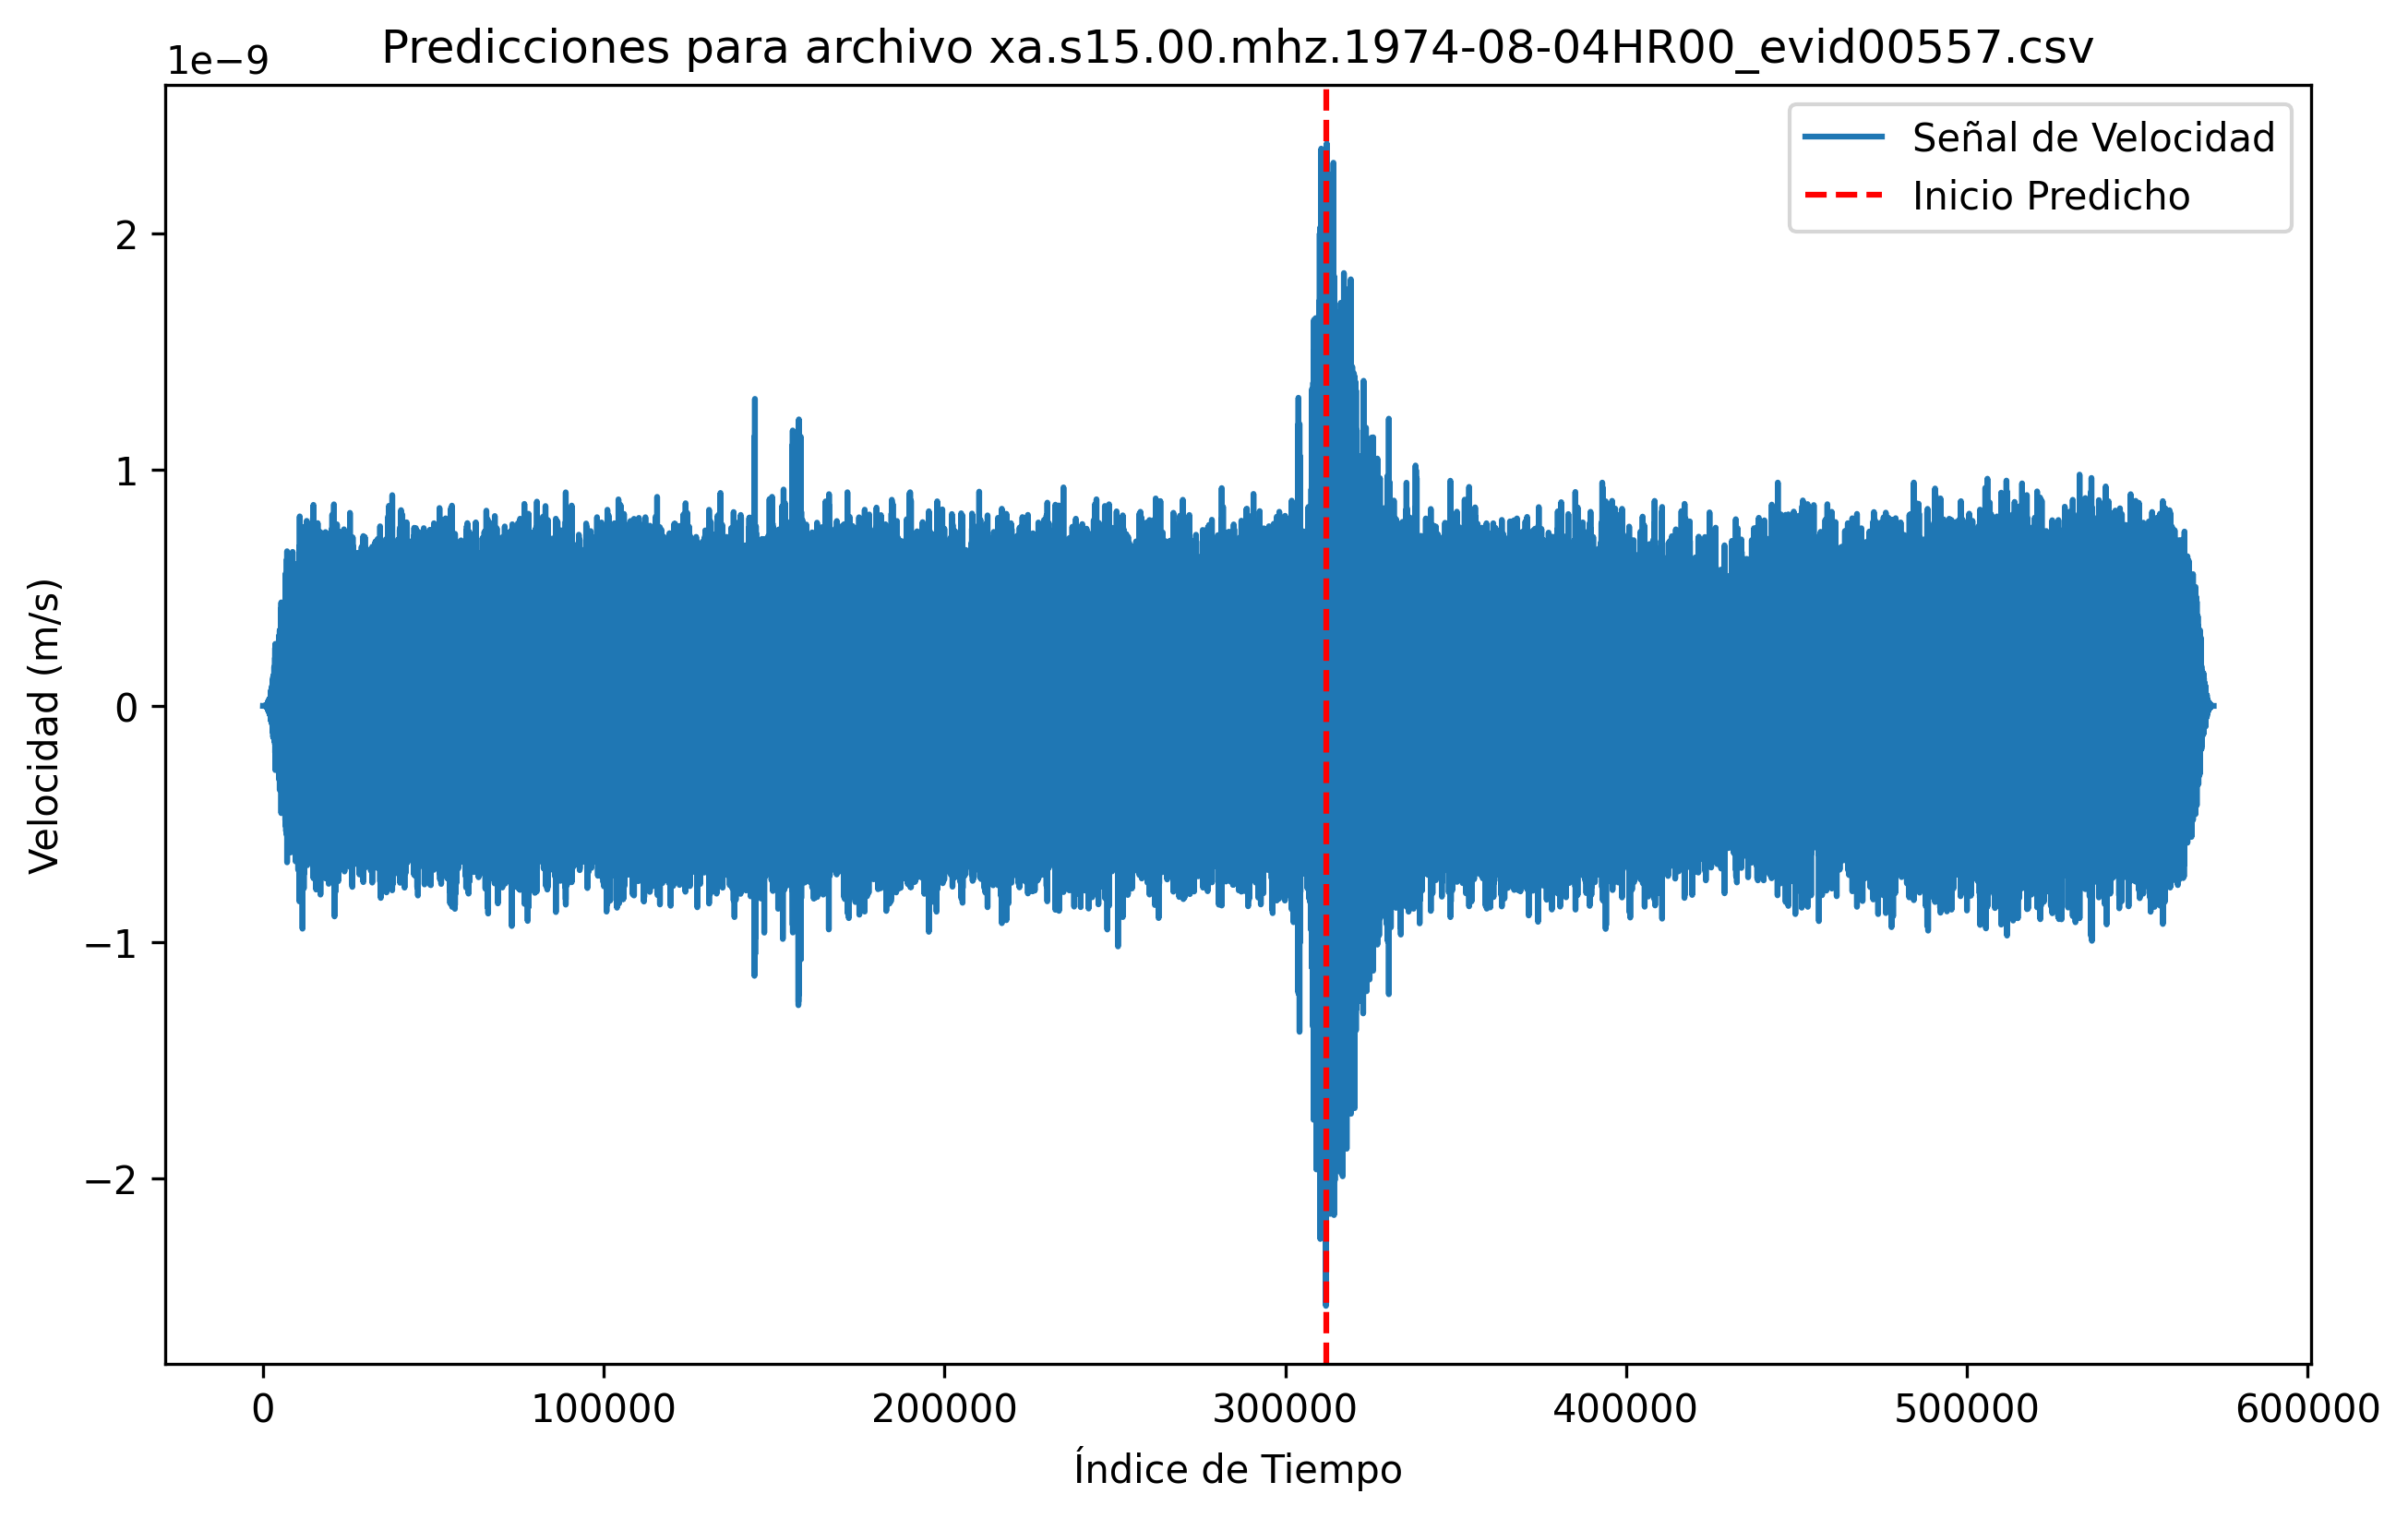 Predicciones para archivo xa.s15.00.mhz.1974-08-04HR00_evid00557.csv
1e−9
Señal de Velocidad
Inicio Predicho
2
1
0
−1
−2
Velocidad (m/s)
0 100000 200000 300000 400000 500000 600000
Índice de Tiempo